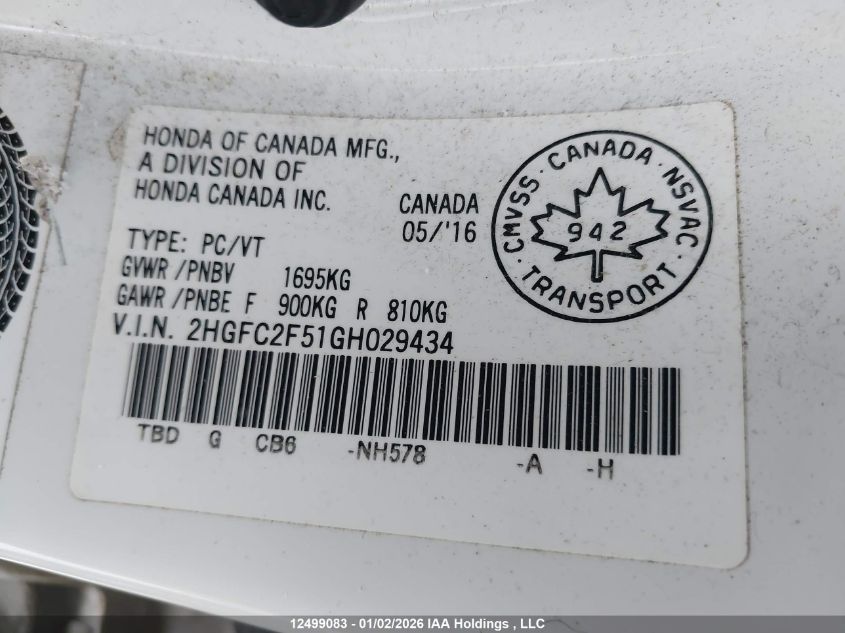 HONDA OF CANADA MFG.,
A DIVISION OF
HONDA CANADA INC.
CANADA
05/'16
TYPE: PC/VT
GVWR/PNBV 1695KG
GAWR/PNBE F 900KG R 810KG
V.I.N. 2HGFC2F51GH029434
TBD G CB6 -NH578 -A -H
CMVSS · CANADA · NSVAC
942
· TRANSPORT ·
12499083 - 01/02/2026 IAA Holdings , LLC